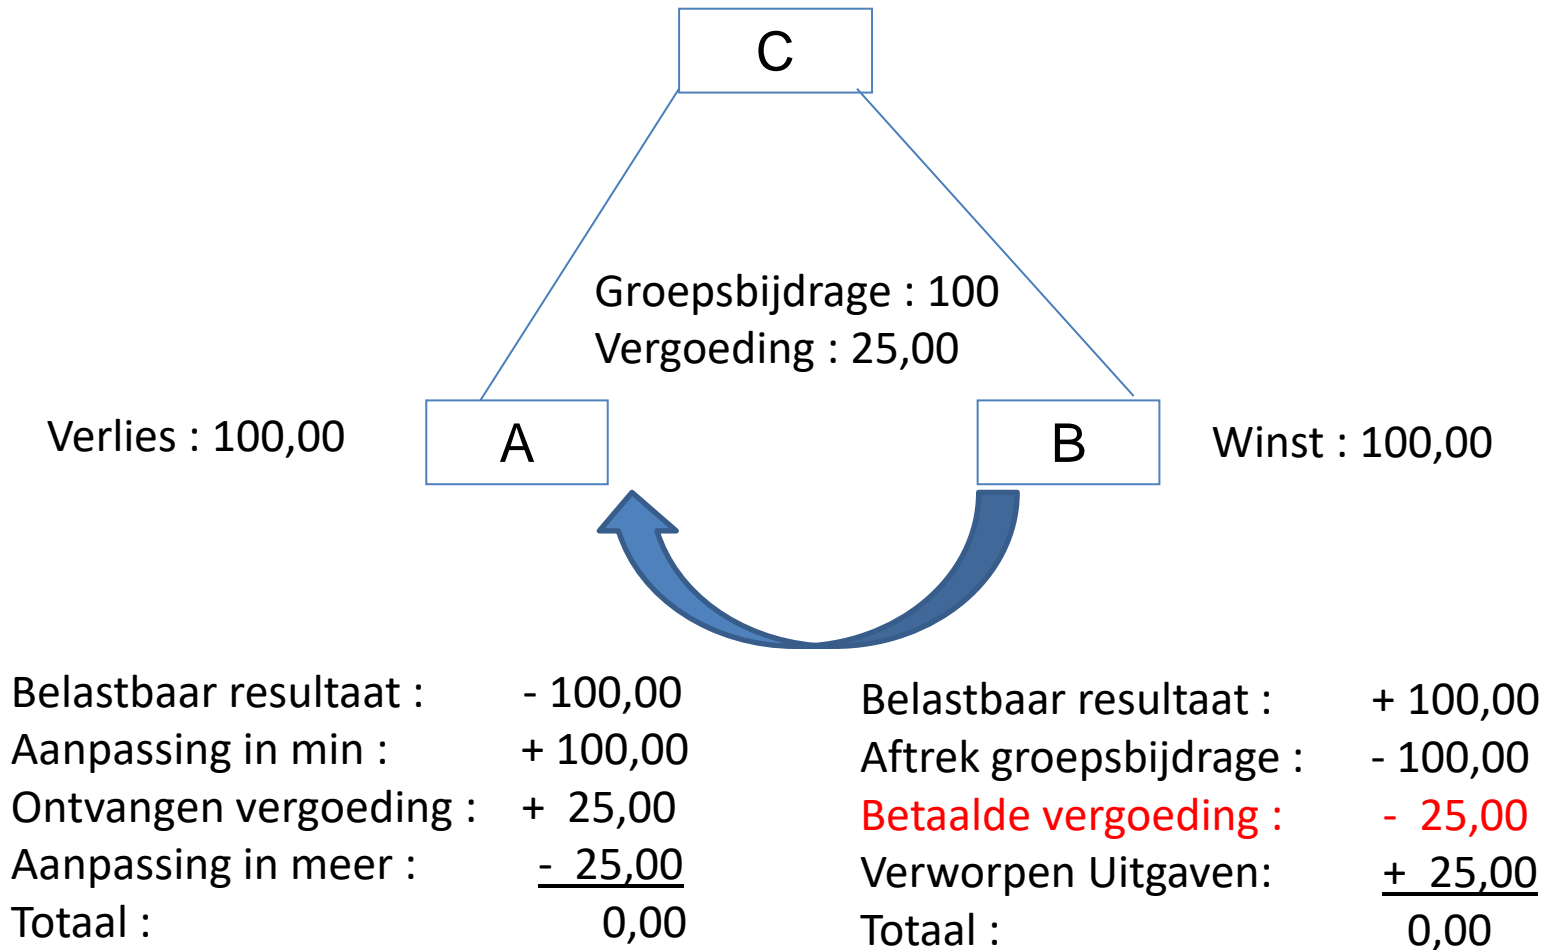 C
Groepsbijdrage : 100
Vergoeding : 25,00
Verlies : 100,00
A
B
Winst : 100,00
Belastbaar resultaat : - 100,00
Aanpassing in min : + 100,00
Ontvangen vergoeding : + 25,00
Aanpassing in meer : - 25,00
Totaal : 0,00
Belastbaar resultaat : + 100,00
Aftrek groepsbijdrage : - 100,00
Betaalde vergoeding : - 25,00
Verworpen Uitgaven: + 25,00
Totaal : 0,00